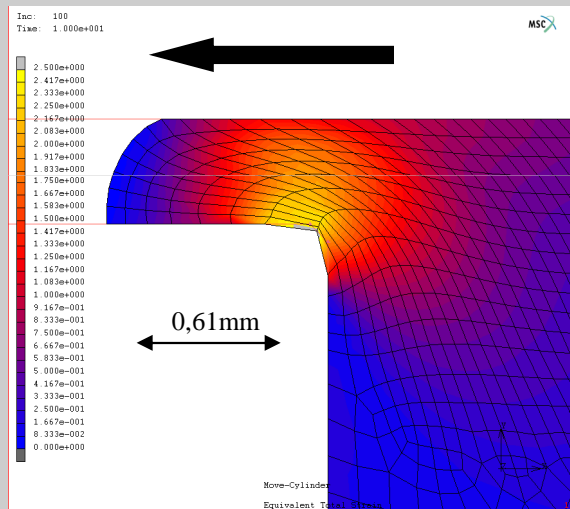 Inc: 100
Time: 1.000e+001
MSC
2.500e+000
2.417e+000
2.333e+000
2.250e+000
2.167e+000
2.083e+000
2.000e+000
1.917e+000
1.833e+000
1.750e+000
1.667e+000
1.583e+000
1.500e+000
1.417e+000
1.333e+000
1.250e+000
1.167e+000
1.083e+000
1.000e+000
9.167e-001
8.333e-001
7.500e-001
6.667e-001
5.833e-001
5.000e-001
4.167e-001
3.333e-001
2.500e-001
1.667e-001
8.333e-002
0.000e+000
0,61mm
Move-Cylinder
Equivalent